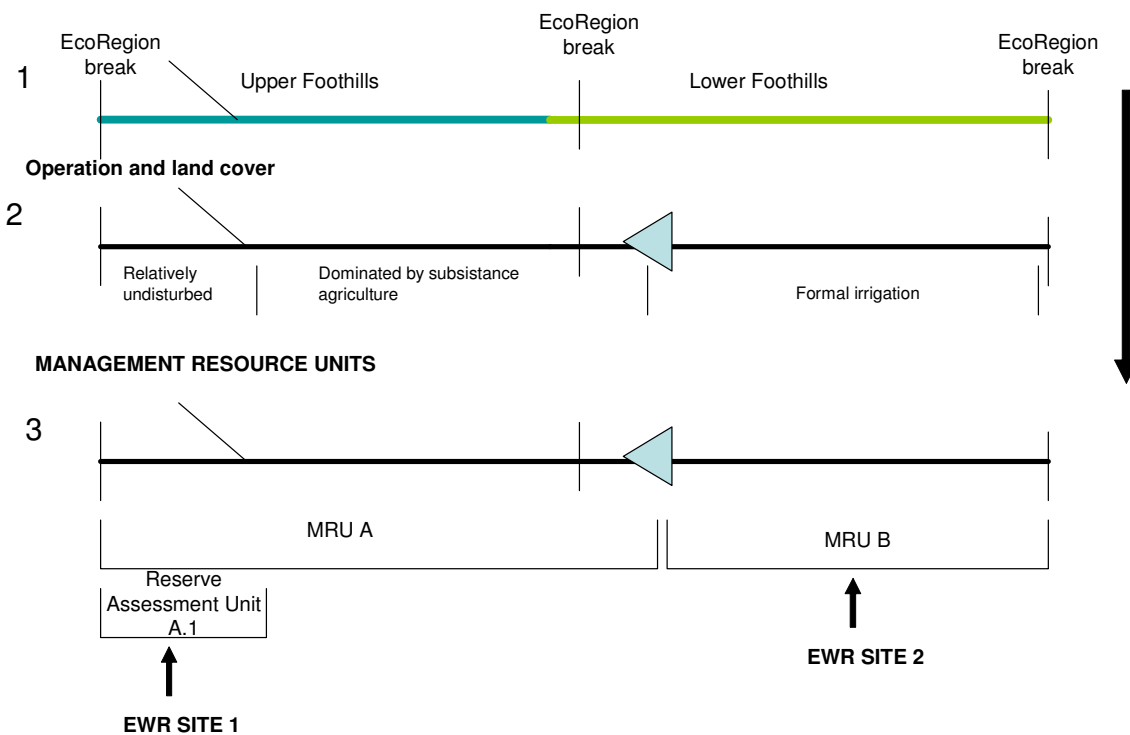 EcoRegion
break
EcoRegion
break
EcoRegion
break
1
Upper Foothills
Lower Foothills
Operation and land cover
2
Relatively
undisturbed
Dominated by subsistance
agriculture
Formal irrigation
MANAGEMENT RESOURCE UNITS
3
MRU A
MRU B
Reserve
Assessment Unit
A.1
EWR SITE 2
EWR SITE 1